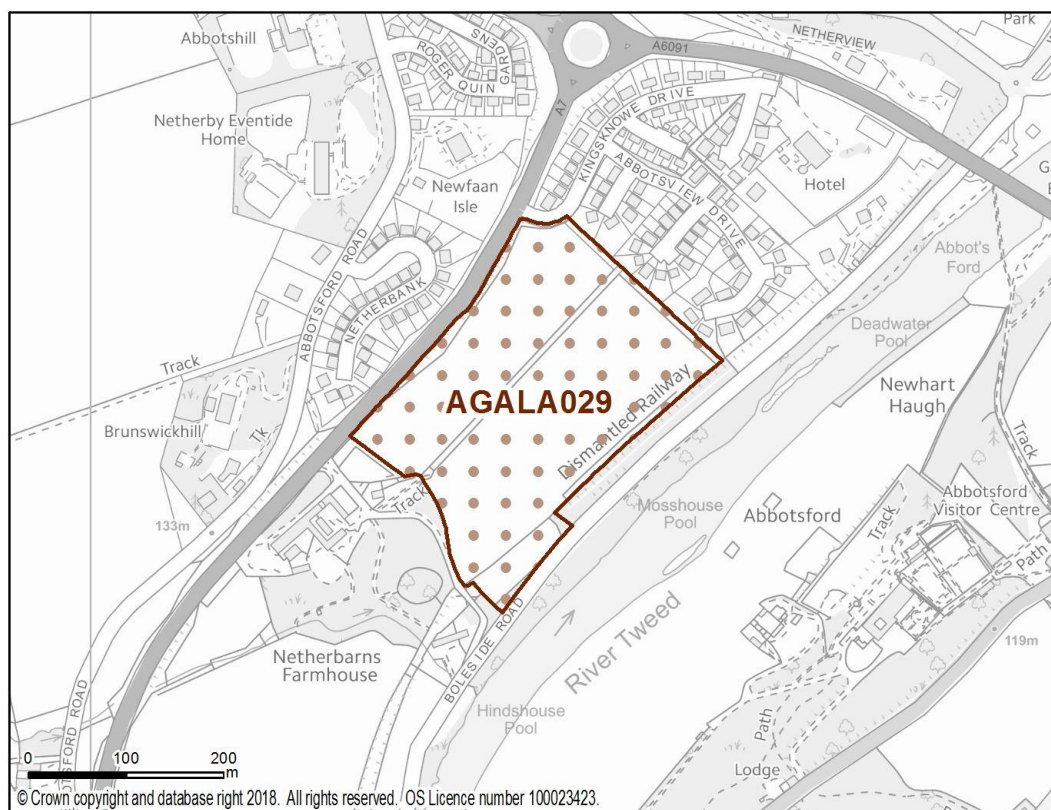 Park
NETHERVIEW
A6091
Abbotshill
ROGER QUIN
GARDENS
A7
KINGSKNOWE DRIVE
Netherby Eventide
Home
ABBOTSVIEW DRIVE
Hotel
Newfaan
Isle
ABBOTSFORD ROAD
NETHERBANK
Abbot's
Ford
Deadwater
Pool
Track
Newhart
Haugh
Track
AGALA029
Dismantled Railway
Brunswickhill
Tk
Track
133m
Mosshouse
Pool
Abbotsford
Track
Abbotsford
Visitor Centre
Path
BOLESIDE ROAD
River Tweed
119m
Netherbarns
Farmhouse
Hindshouse
Pool
Path
OTSFORD ROAD
Lodge
0 100 200
m
© Crown copyright and database right 2018. All rights reserved. OS Licence number 100023423.